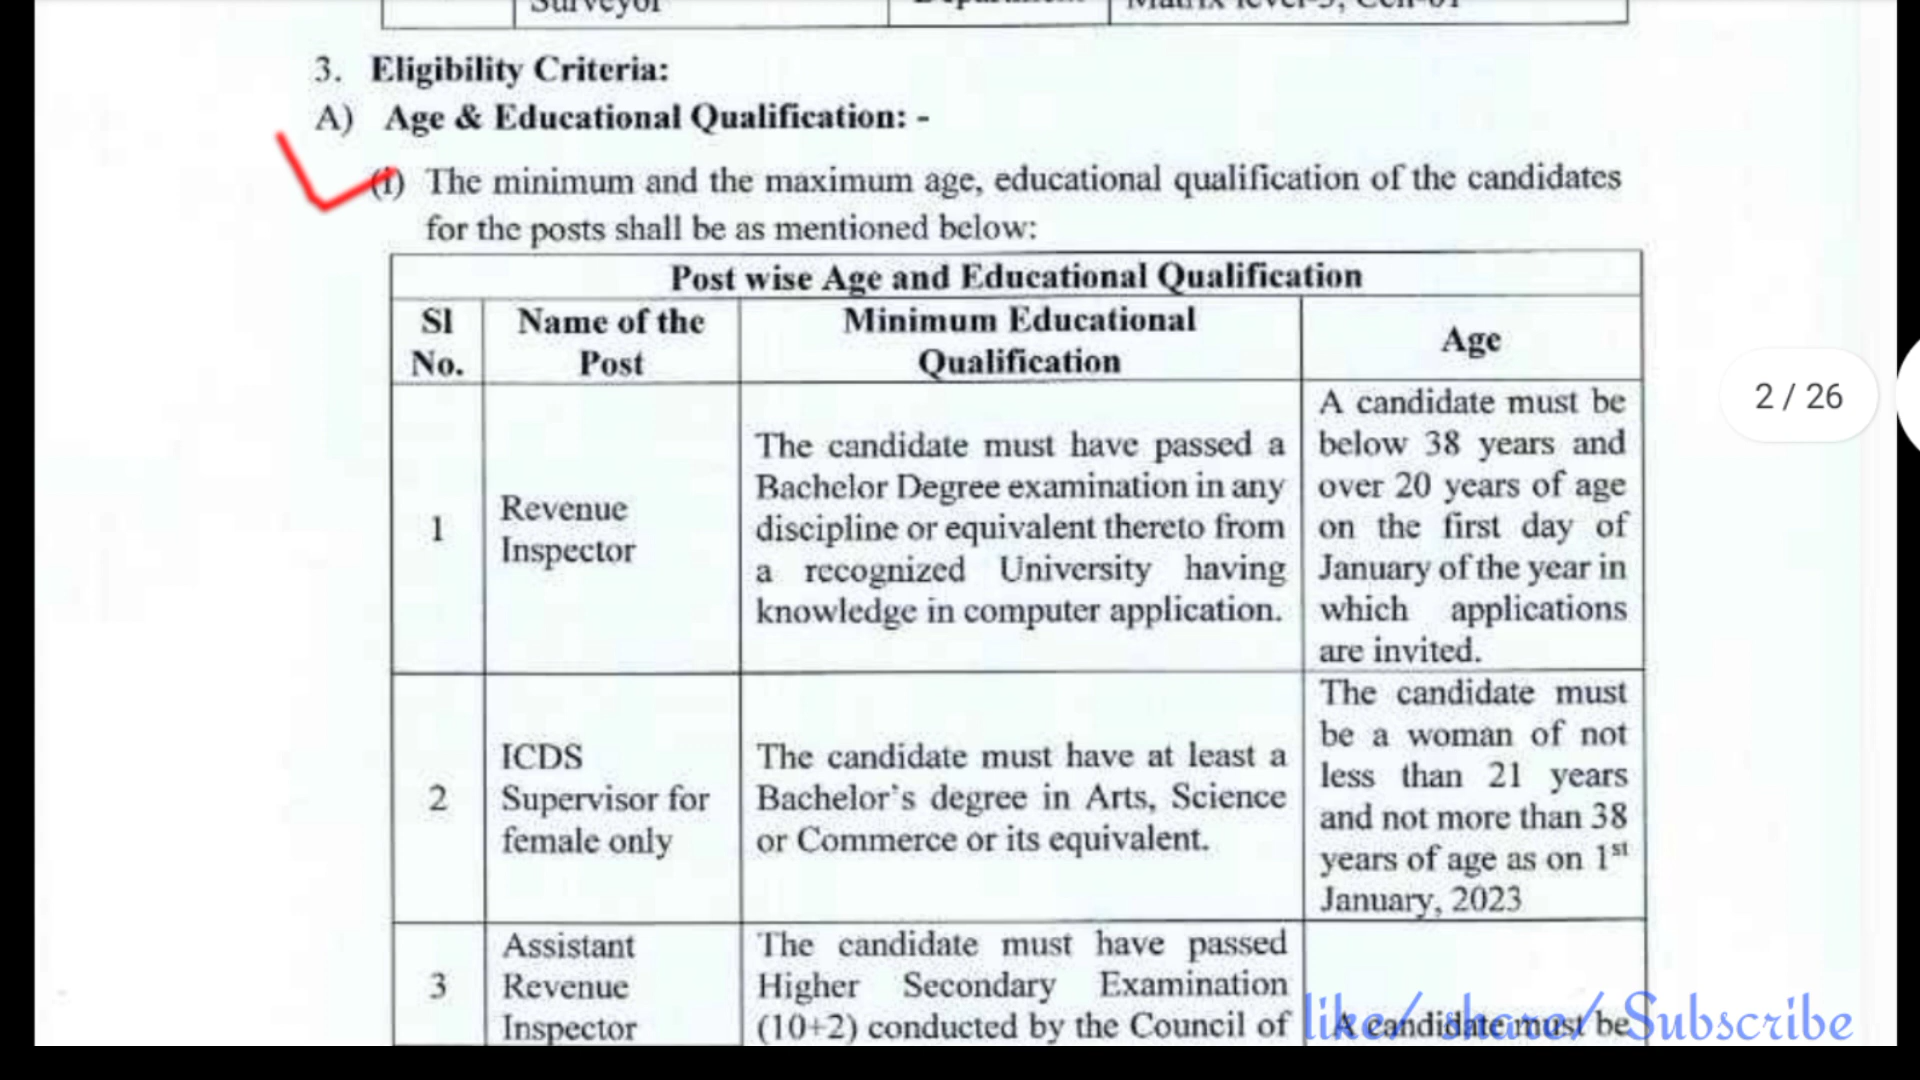 Surveyor
Matrix level-5, Cell-01
3. Eligibility Criteria:
A) Age & Educational Qualification: -
(i) The minimum and the maximum age, educational qualification of the candidates
for the posts shall be as mentioned below:
Post wise Age and Educational Qualification
Sl
No.
Name of the
Post
Minimum Educational
Qualification
Age
1
Revenue
Inspector
The candidate must have passed a
Bachelor Degree examination in any
discipline or equivalent thereto from
a recognized University having
knowledge in computer application.
A candidate must be
below 38 years and
over 20 years of age
on the first day of
January of the year in
which applications
are invited.
2
ICDS
Supervisor for
female only
The candidate must have at least a
Bachelor's degree in Arts, Science
or Commerce or its equivalent.
The candidate must
be a woman of not
less than 21 years
and not more than 38
years of age as on 1st
January, 2023
3
Assistant
Revenue
Inspector
The candidate must have passed
Higher Secondary Examination
(10+2) conducted by the Council of
A candidate must be
2 / 26
like/ share/ Subscribe